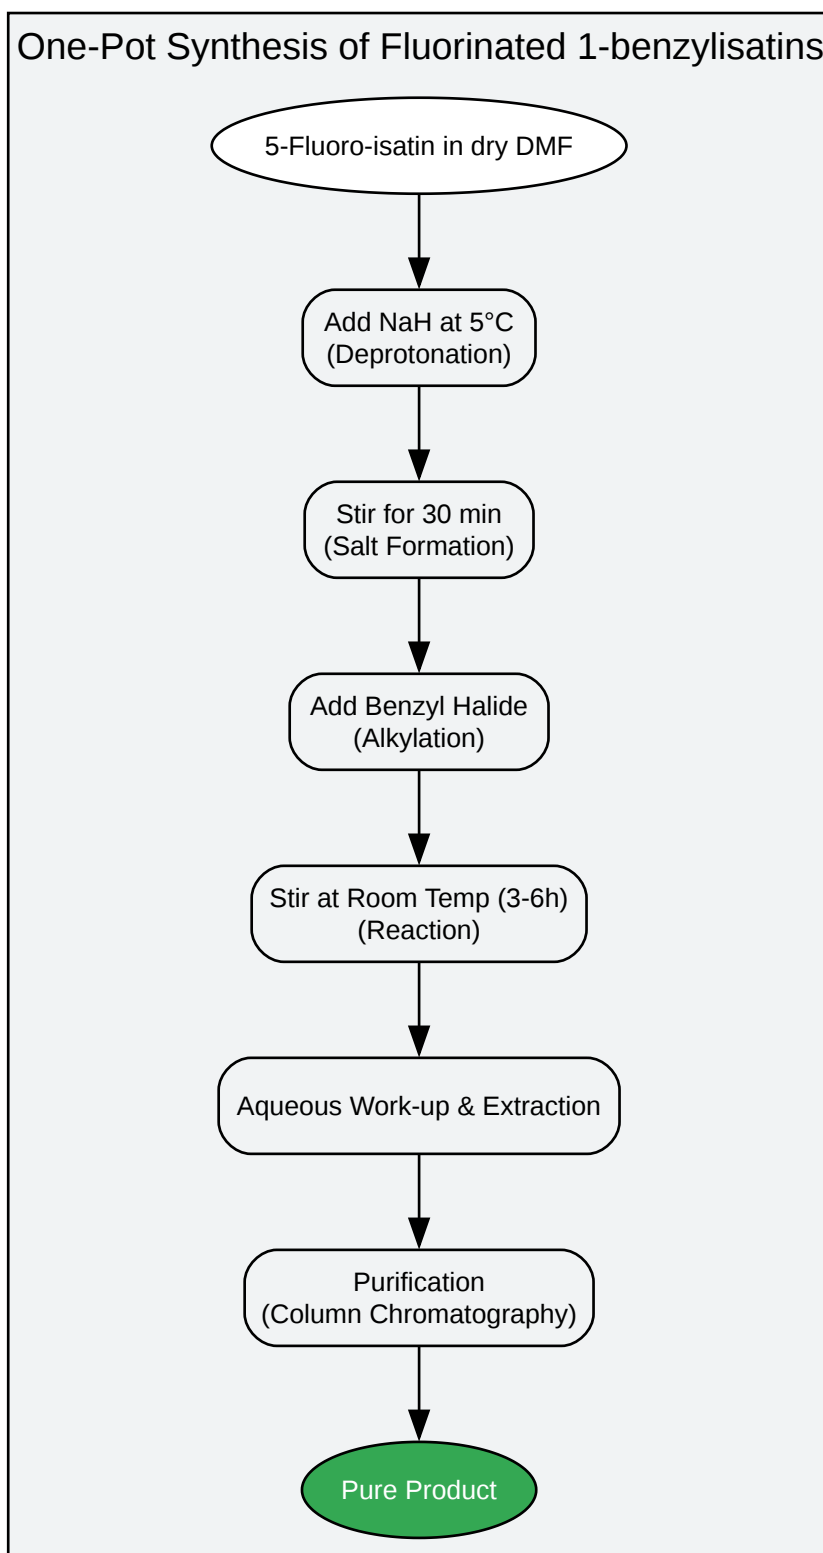 One-Pot Synthesis of Fluorinated 1-benzylisatins
5-Fluoro-isatin in dry DMF
Add NaH at 5°C
(Deprotonation)
Stir for 30 min
(Salt Formation)
Add Benzyl Halide
(Alkylation)
Stir at Room Temp (3-6h)
(Reaction)
Aqueous Work-up & Extraction
Purification
(Column Chromatography)
Pure Product